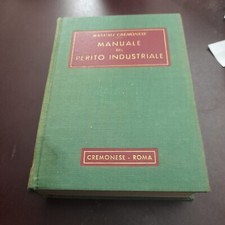 MANUALE
DEL
PERITO INDUSTRIALE
CREMONESE - ROMA